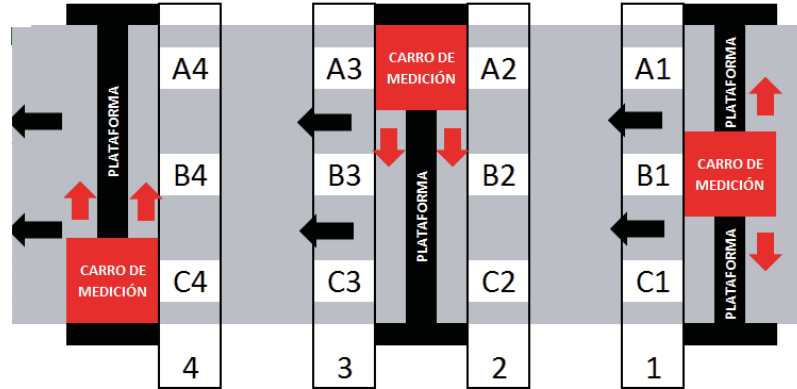 A4
A3
CARRO DE
MEDICIÓN
A2
A1
PLATAFORMA
PLATAFORMA
B4
B3
PLATAFORMA
B2
B1
CARRO DE
MEDICIÓN
CARRO DE
MEDICIÓN
C4
C3
C2
C1
PLATAFORMA
4
3
2
1